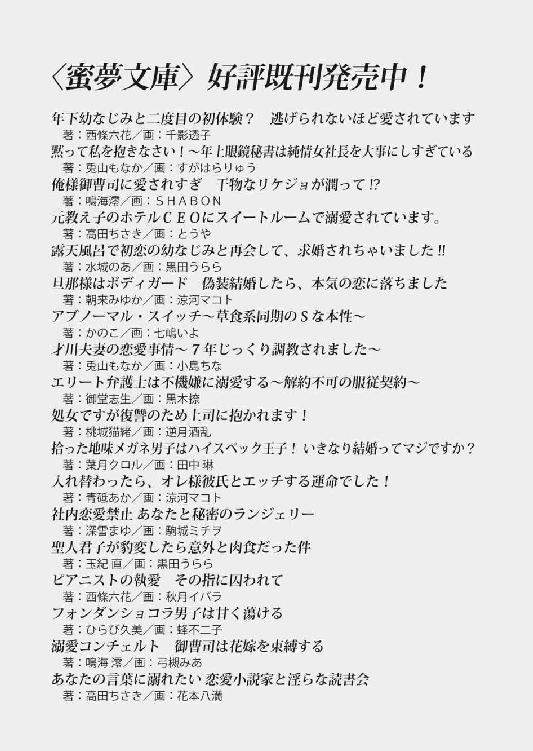 〈蜜夢文庫〉 好評既刊発売中！
年下幼なじみと二度目の初体験？　逃げられないほど愛されています
著：西條六花／画：千影透子
黙って私を抱きなさい！～年上眼鏡秘書は純情女社長を大事にしすぎている
著：兎山もなか／画：すがはらりゅう
俺様御曹司に愛されすぎ　干物なリケジョが潤って!?
著：鳴海澪／画：ＳＨＡＢＯＮ
元教え子のホテルＣＥＯにスイートルームで溺愛されています。
著：高田ちさき／画：とうや
露天風呂で初恋の幼なじみと再会して、求婚されちゃいました!!
著：水城のあ／画：黒田うらら
旦那様はボディガード　偽装結婚したら、本気の恋に落ちました
著：朝来みゆか／画：涼河マコト
アブノーマル・スイッチ～草食系同期のＳな本性～
著：かのこ／画：七嶋いよ
才川夫妻の恋愛事情～７年じっくり調教されました～
著：兎山もなか／画：小島ちな
エリート弁護士は不機嫌に溺愛する～解約不可の服従契約～
著：御堂志生／画：黒木捺
処女ですが復讐のため上司に抱かれます！
著：桃城猫緒／画：逆月酒乱
拾った地味メガネ男子はハイスペック王子！いきなり結婚ってマジですか？
著：葉月クロル／画：田中 琳
入れ替わったら、オレ様彼氏とエッチする運命でした！
著：青砥あか／画：涼河マコト
社内恋愛禁止 あなたと秘密のランジェリー
著：深雪まゆ／画：駒城ミチヲ
聖人君子が豹変したら意外と肉食だった件
著：玉紀 直／画：黒田うらら
ピアニストの執愛　その指に囚われて
著：西條六花／画：秋月イバラ
フォンダンショコラ男子は甘く蕩ける
著：ひらび久美／画：蜂不二子
溺愛コンチェルト　御曹司は花嫁を束縛する
著：鳴海 澪／画：弓槻みあ
あなたの言葉に溺れたい 恋愛小説家と淫らな読書会
著：高田ちさき／画：花本八満